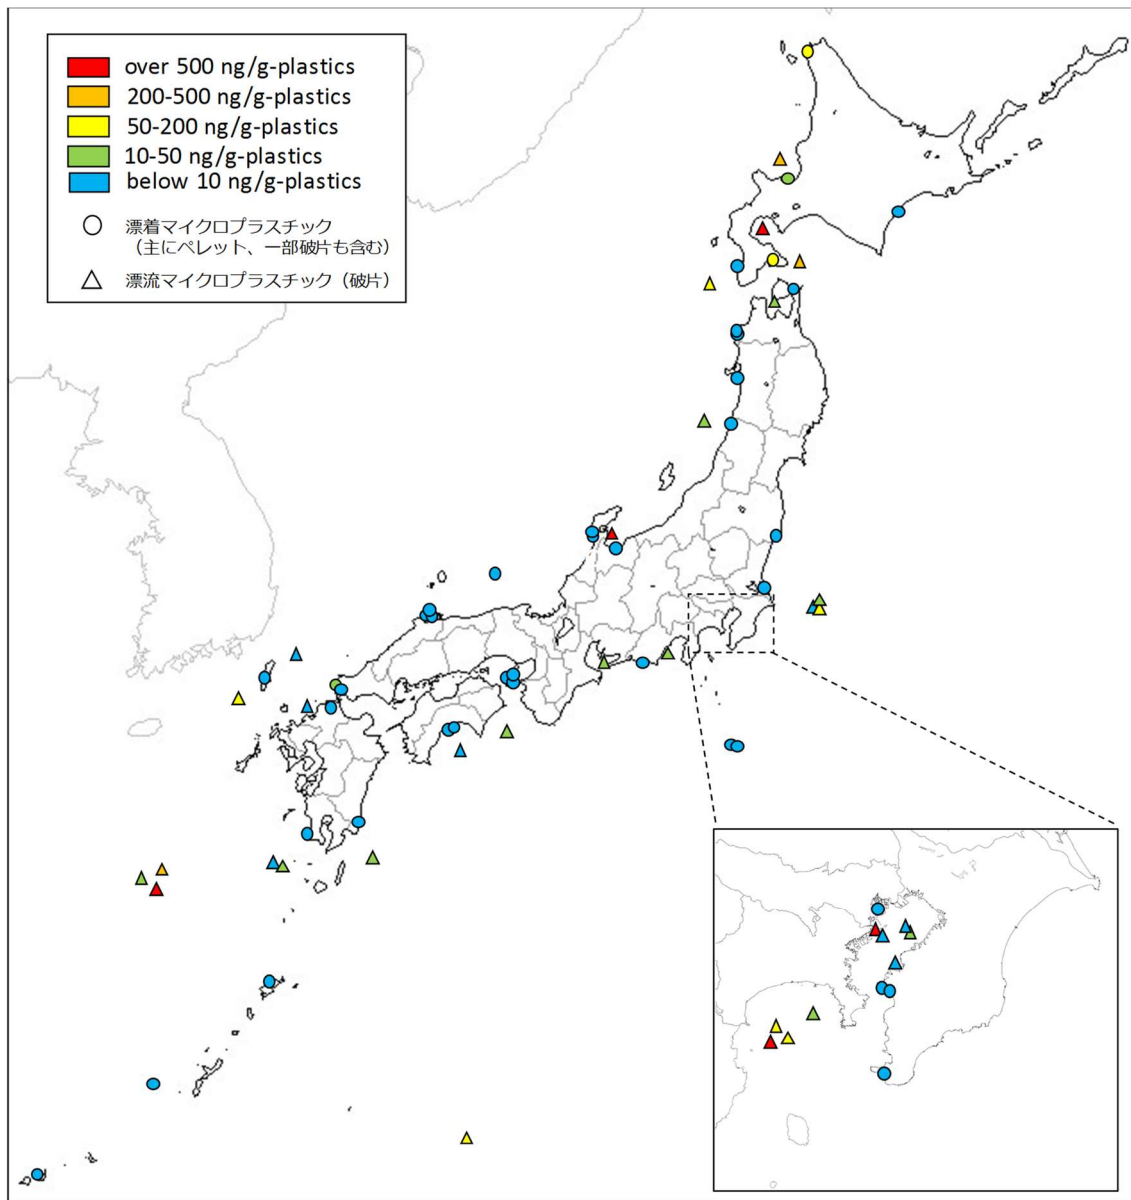 over 500 ng/g-plastics
200-500 ng/g-plastics
50-200 ng/g-plastics
10-50 ng/g-plastics
below 10 ng/g-plastics
漂着マイクロプラスチック
（主にペレット、一部破片も含む）
漂流マイクロプラスチック（破片）